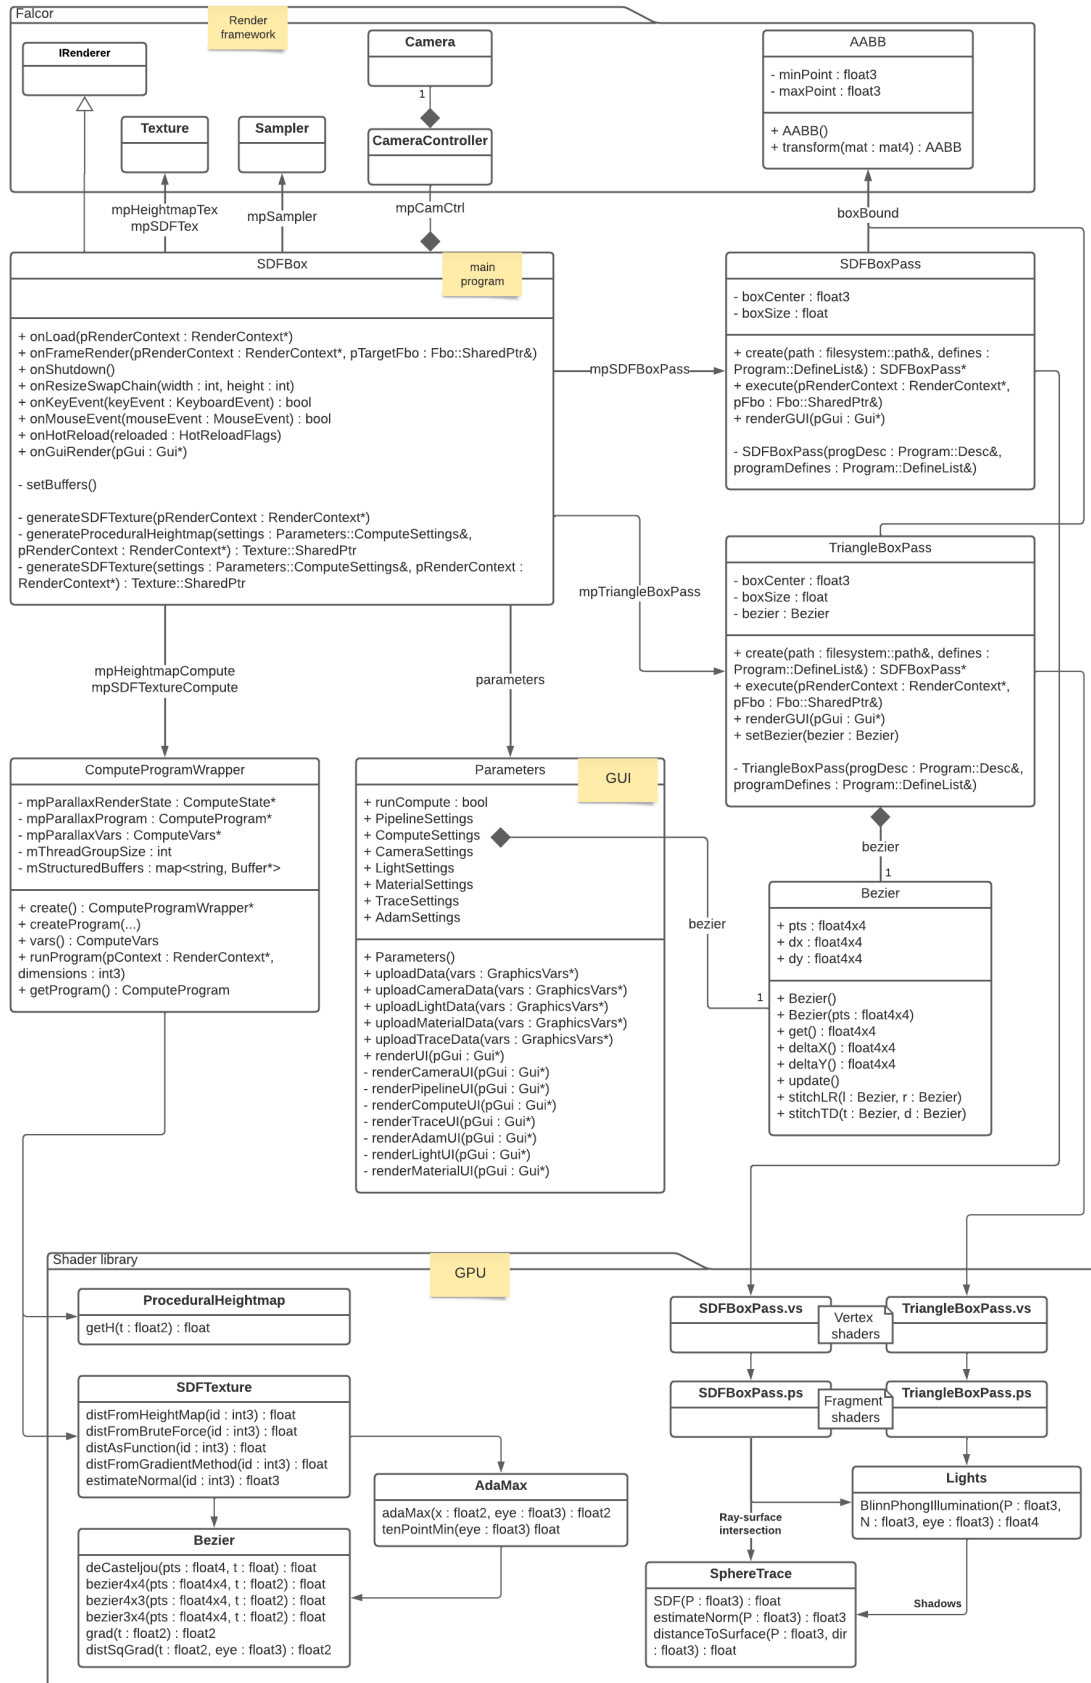 Falcor
Render
framework
IRenderer
Camera
AABB
- minPoint : float3
- maxPoint : float3
+ AABB()
+ transform(mat : mat4) : AABB
1
Texture
Sampler
CameraController
mpHeightmapTex
mpSDFTex
mpSampler
mpCamCtrl
boxBound
SDFBox
main
program
+ onLoad(pRenderContext : RenderContext*)
+ onFrameRender(pRenderContext : RenderContext*, pTargetFbo : Fbo::SharedPtr&)
+ onShutdown()
+ onResizeSwapChain(width : int, height : int)
+ onKeyEvent(keyEvent : KeyboardEvent) : bool
+ onMouseEvent(mouseEvent : MouseEvent) : bool
+ onHotReload(reloaded : HotReloadFlags)
+ onGuiRender(pGui : Gui*)
- setBuffers()
- generateSDFTexture(pRenderContext : RenderContext*)
- generateProceduralHeightmap(settings : Parameters::ComputeSettings&,
pRenderContext : RenderContext*) : Texture::SharedPtr
- generateSDFTexture(settings : Parameters::ComputeSettings&, pRenderContext :
RenderContext*) : Texture::SharedPtr
mpSDFBoxPass
SDFBoxPass
- boxCenter : float3
- boxSize : float
+ create(path : filesystem::path&, defines :
Program::DefineList&) : SDFBoxPass*
+ execute(pRenderContext : RenderContext*,
pFbo : Fbo::SharedPtr&)
+ renderGUI(pGui : Gui*)
- SDFBoxPass(progDesc : Program::Desc&,
programDefines : Program::DefineList&)
mpTriangleBoxPass
TriangleBoxPass
- boxCenter : float3
- boxSize : float
- bezier : Bezier
+ create(path : filesystem::path&, defines :
Program::DefineList&) : SDFBoxPass*
+ execute(pRenderContext : RenderContext*,
pFbo : Fbo::SharedPtr&)
+ renderGUI(pGui : Gui*)
+ setBezier(bezier : Bezier)
- TriangleBoxPass(progDesc : Program::Desc&,
programDefines : Program::DefineList&)
mpHeightmapCompute
mpSDFTextureCompute
parameters
ComputeProgramWrapper
- mpParallaxRenderState : ComputeState*
- mpParallaxProgram : ComputeProgram*
- mpParallaxVars : ComputeVars*
- mThreadGroupSize : int
- mStructuredBuffers : map<string, Buffer*>
+ create() : ComputeProgramWrapper*
+ createProgram(...)
+ vars() : ComputeVars
+ runProgram(pContext : RenderContext*,
dimensions : int3)
+ getProgram() : ComputeProgram
Parameters
GUI
+ runCompute : bool
+ PipelineSettings
+ ComputeSettings
+ CameraSettings
+ LightSettings
+ MaterialSettings
+ TraceSettings
+ AdamSettings
+ Parameters()
+ uploadData(vars : GraphicsVars*)
+ uploadCameraData(vars : GraphicsVars*)
+ uploadLightData(vars : GraphicsVars*)
+ uploadMaterialData(vars : GraphicsVars*)
+ uploadTraceData(vars : GraphicsVars*)
+ renderUI(pGui : Gui*)
- renderCameraUI(pGui : Gui*)
- renderPipelineUI(pGui : Gui*)
- renderComputeUI(pGui : Gui*)
- renderTraceUI(pGui : Gui*)
- renderAdamUI(pGui : Gui*)
- renderLightUI(pGui : Gui*)
- renderMaterialUI(pGui : Gui*)
bezier
1
bezier
1
Bezier
+ pts : float4x4
+ dx : float4x4
+ dy : float4x4
+ Bezier()
+ Bezier(pts : float4x4)
+ get() : float4x4
+ deltaX() : float4x4
+ deltaY() : float4x4
+ update()
+ stitchLR(l : Bezier, r : Bezier)
+ stitchTD(t : Bezier, d : Bezier)
Shader library
GPU
ProceduralHeightmap
getH(t : float2) : float
SDFTexture
distFromHeightMap(id : int3) : float
distFromBruteForce(id : int3) : float
distAsFunction(id : int3) : float
distFromGradientMethod(id : int3) : float
estimateNormal(id : int3) : float3
AdaMax
adaMax(x : float2, eye : float3) : float2
tenPointMin(eye : float3) float
Bezier
deCasteljou(pts : float4, t : float) : float
bezier4x4(pts : float4x4, t : float2) : float
bezier4x3(pts : float4x4, t : float2) : float
bezier3x4(pts : float4x4, t : float2) : float
grad(t : float2) : float2
distSqGrad(t : float2, eye : float3) : float2
SDFBoxPass.vs
Vertex
shaders
TriangleBoxPass.vs
SDFBoxPass.ps
Fragment
shaders
TriangleBoxPass.ps
Lights
BlinnPhongIllumination(P : float3,
N : float3, eye : float3) : float4
Ray-surface
intersection
SphereTrace
SDF(P : float3) : float
estimateNorm(P : float3) : float3
distanceToSurface(P : float3, dir
: float3) : float
Shadows